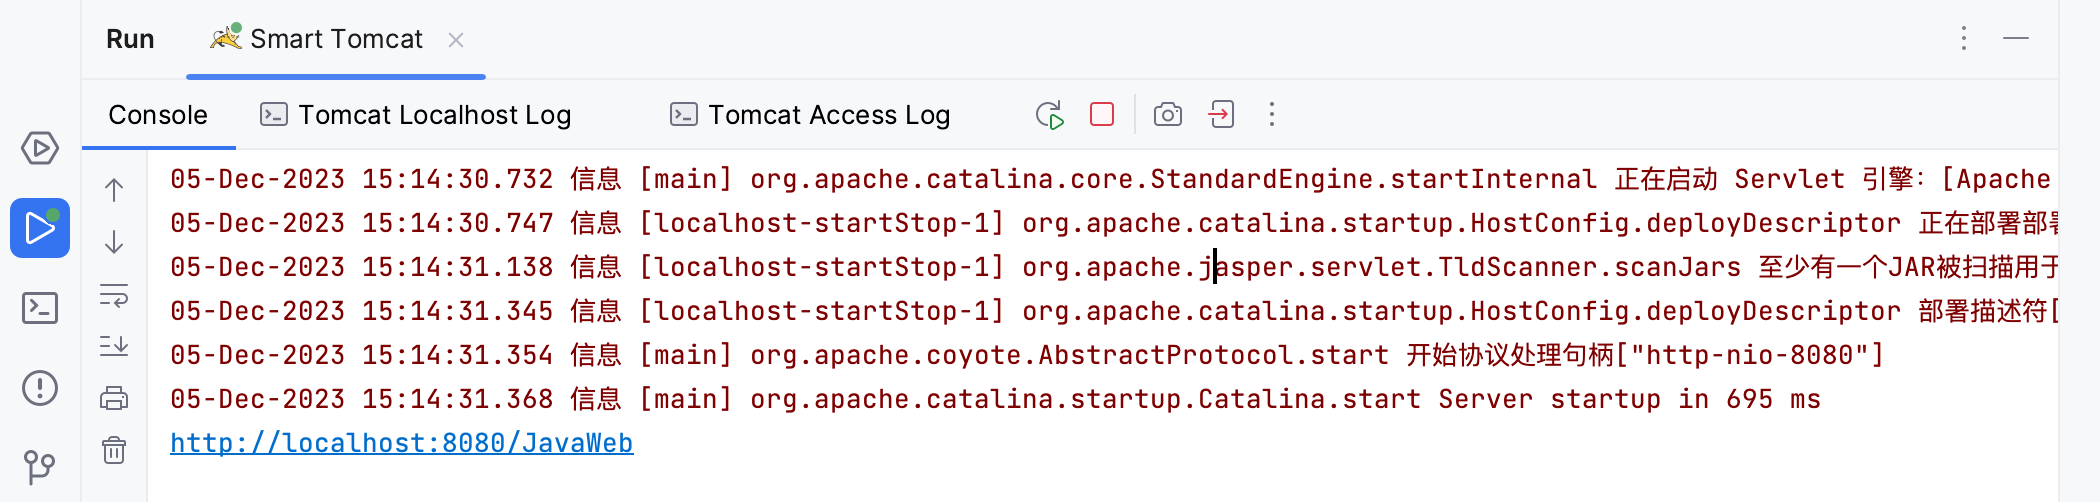 Run Smart Tomcat
Console Tomcat Localhost Log Tomcat Access Log
05-Dec-2023 15:14:30.732 信息 [main] org.apache.catalina.core.StandardEngine.startInternal 正在启动 Servlet 引擎：[Apache
05-Dec-2023 15:14:30.747 信息 [localhost-startStop-1] org.apache.catalina.startup.HostConfig.deployDescriptor 正在部署部署
05-Dec-2023 15:14:31.138 信息 [localhost-startStop-1] org.apache.jasper.servlet.TldScanner.scanJars 至少有一个JAR被扫描用于
05-Dec-2023 15:14:31.345 信息 [localhost-startStop-1] org.apache.catalina.startup.HostConfig.deployDescriptor 部署描述符[
05-Dec-2023 15:14:31.354 信息 [main] org.apache.coyote.AbstractProtocol.start 开始协议处理句柄["http-nio-8080"]
05-Dec-2023 15:14:31.368 信息 [main] org.apache.catalina.startup.Catalina.start Server startup in 695 ms
http://localhost:8080/JavaWeb